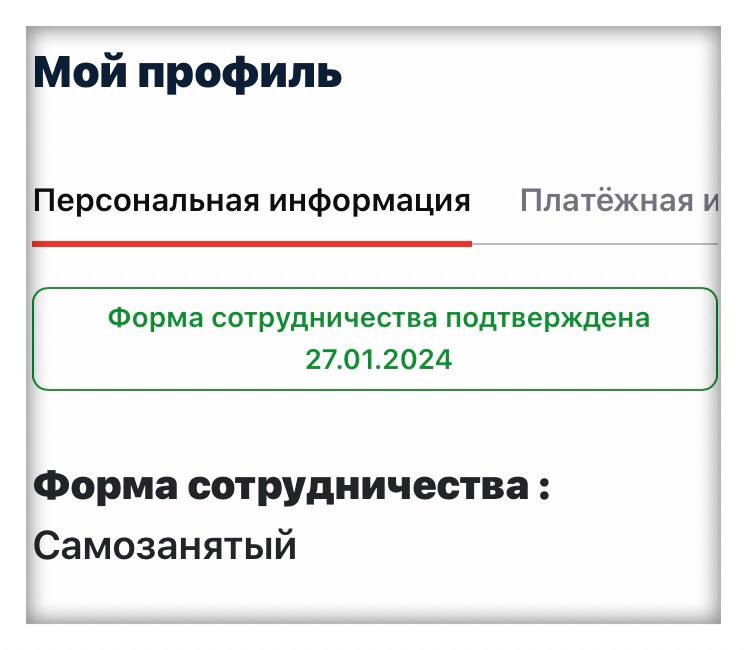 Мой профиль
Персональная информация Платёжная и
Форма сотрудничества подтверждена
27.01.2024
Форма сотрудничества :
Самозанятый